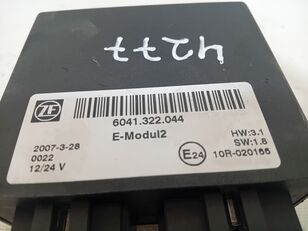 4277
ZF
6041.322.044
E-Modul2
2007-3-28
0022
12/24 V
HW:3.1
SW:1.8
E24
10R-020166